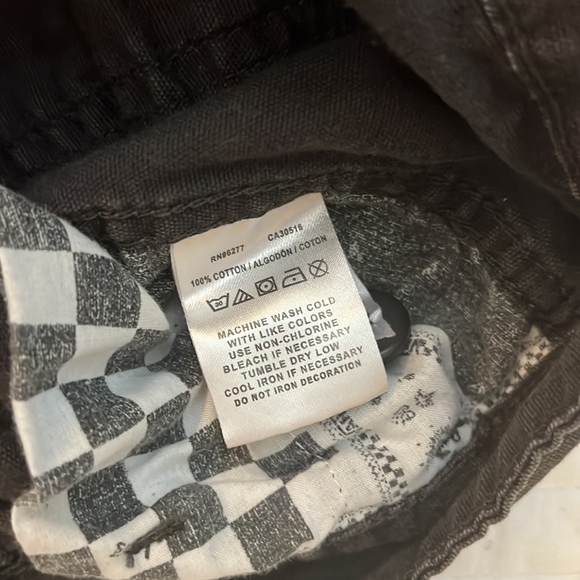 RN96277 CA30516
100% COTTON / ALGODÓN / COTON
30
MACHINE WASH COLD
WITH LIKE COLORS
USE NON-CHLORINE
BLEACH IF NECESSARY
TUMBLE DRY LOW
COOL IRON IF NECESSARY
DO NOT IRON DECORATION